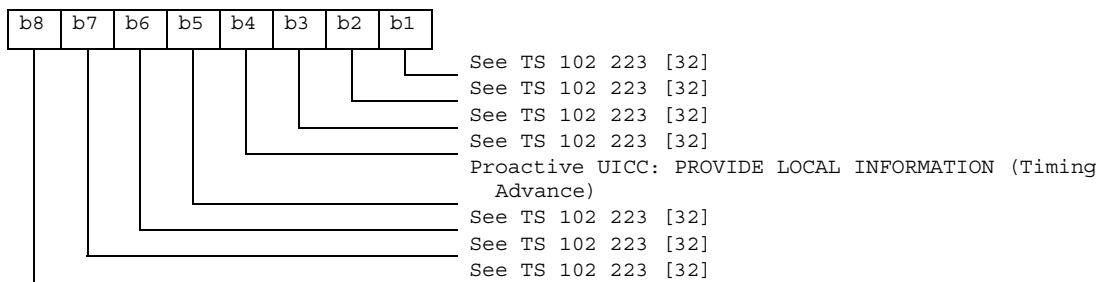 b8 b7 b6 b5 b4 b3 b2 b1
See TS 102 223 [32]
See TS 102 223 [32]
See TS 102 223 [32]
See TS 102 223 [32]
Proactive UICC: PROVIDE LOCAL INFORMATION (Timing
Advance)
See TS 102 223 [32]
See TS 102 223 [32]
See TS 102 223 [32]